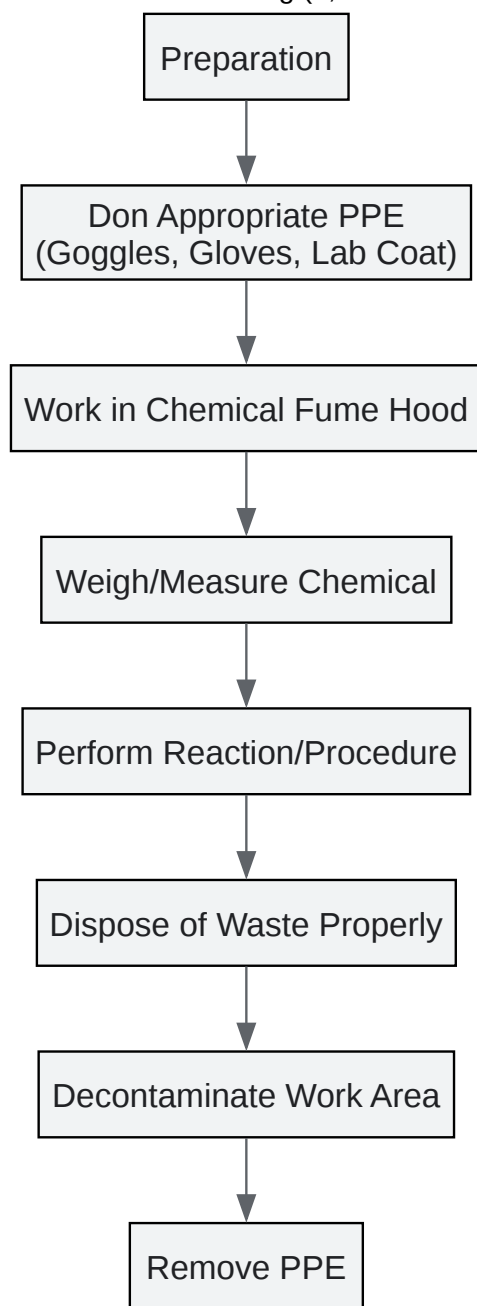 Preparation
Don Appropriate PPE
(Goggles, Gloves, Lab Coat)
Work in Chemical Fume Hood
Weigh/Measure Chemical
Perform Reaction/Procedure
Dispose of Waste Properly
Decontaminate Work Area
Remove PPE